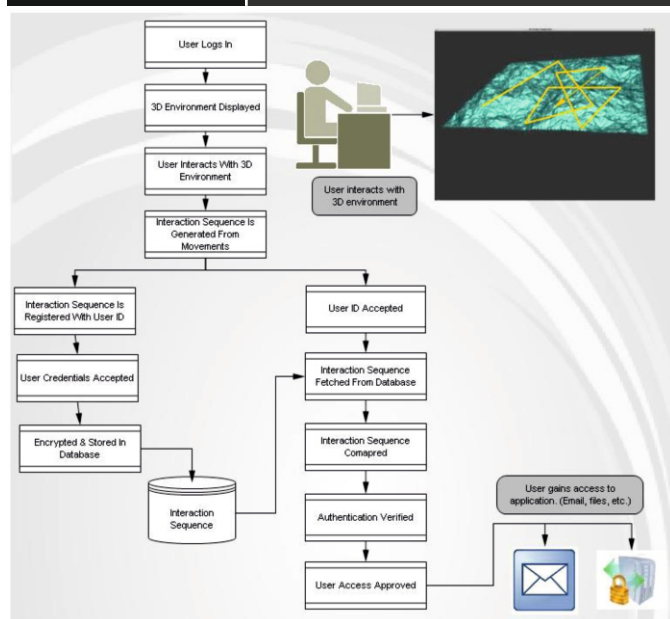 User Logs In
3D Environment Displayed
User Interacts With 3D
Environment
Interaction Sequence Is
Generated From
Movements
User interacts with
3D environment
Interaction Sequence Is
Registered With User ID
User Credentials Accepted
Encrypted & Stored In
Database
Interaction
Sequence
User ID Accepted
Interaction Sequence
Fetched From Database
Interaction Sequence
Comapred
Authentication Verified
User Access Approved
User gains access to
application. (Email, files, etc.)